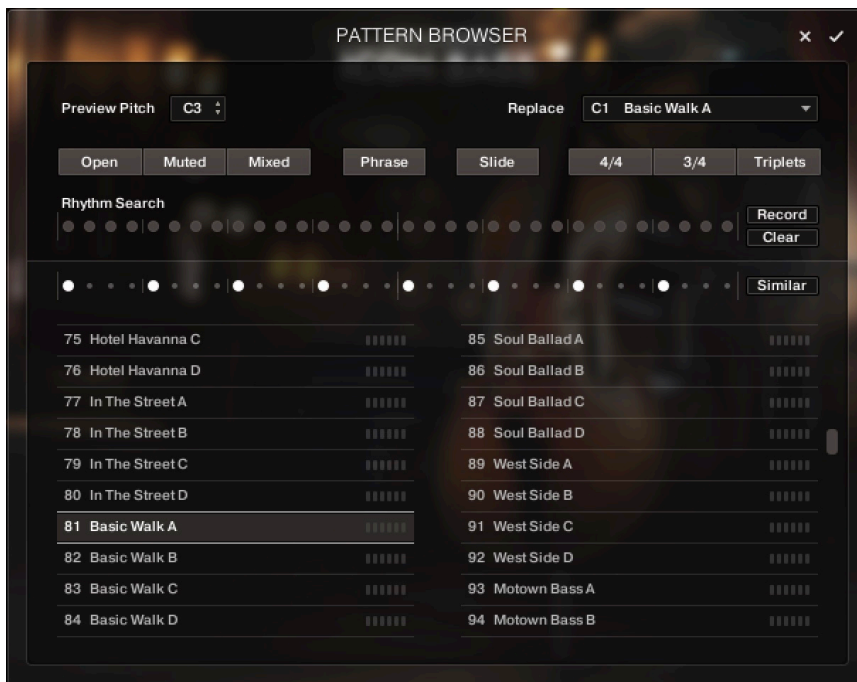 PATTERN BROWSER
Preview Pitch C3 Replace C1 Basic Walk A
Open Muted Mixed Phrase Slide 4/4 3/4 Triplets
Rhythm Search
Record
Clear
Similar
75 Hotel Havanna C
76 Hotel Havanna D
77 In The Street A
78 In The Street B
79 In The Street C
80 In The Street D
81 Basic Walk A
82 Basic Walk B
83 Basic Walk C
84 Basic Walk D
85 Soul Ballad A
86 Soul Ballad B
87 Soul Ballad C
88 Soul Ballad D
89 West Side A
90 West Side B
91 West Side C
92 West Side D
93 Motown Bass A
94 Motown Bass B